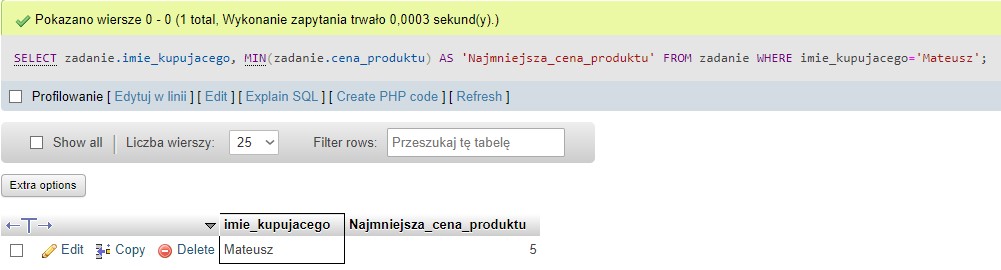 Pokazano wiersze 0 - 0 (1 total, Wykonanie zapytania trwało 0,0003 sekund(y).)
SELECT zadanie.imie_kupujacego, MIN(zadanie.cena_produktu) AS 'Najmniejsza_cena_produktu' FROM zadanie WHERE imie_kupujacego='Mateusz';
Profilowanie [ Edytuj w linii ] [ Edit ] [ Explain SQL ] [ Create PHP code ] [ Refresh ]
Show all Liczba wierszy: 25 Filter rows: Przeszukaj tę tabelę
Extra options
imie_kupujacego Najmniejsza_cena_produktu
Edit Copy Delete Mateusz 5